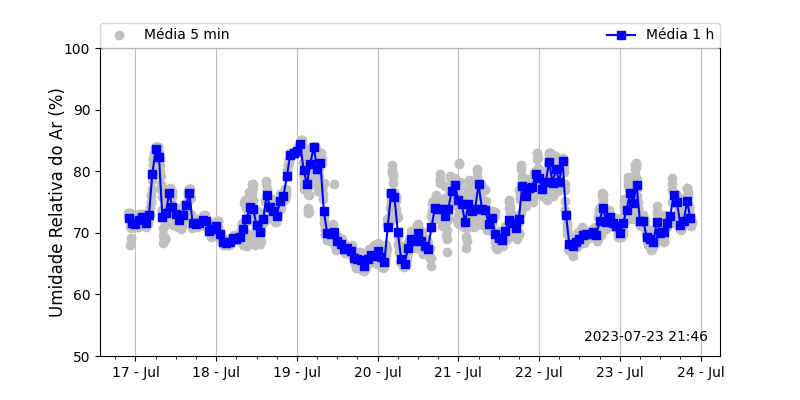 Média 5 min
Média 1 h
Umidade Relativa do Ar (%)
100
90
80
70
60
50
2023-07-23 21:46
17 - Jul
18 - Jul
19 - Jul
20 - Jul
21 - Jul
22 - Jul
23 - Jul
24 - Jul